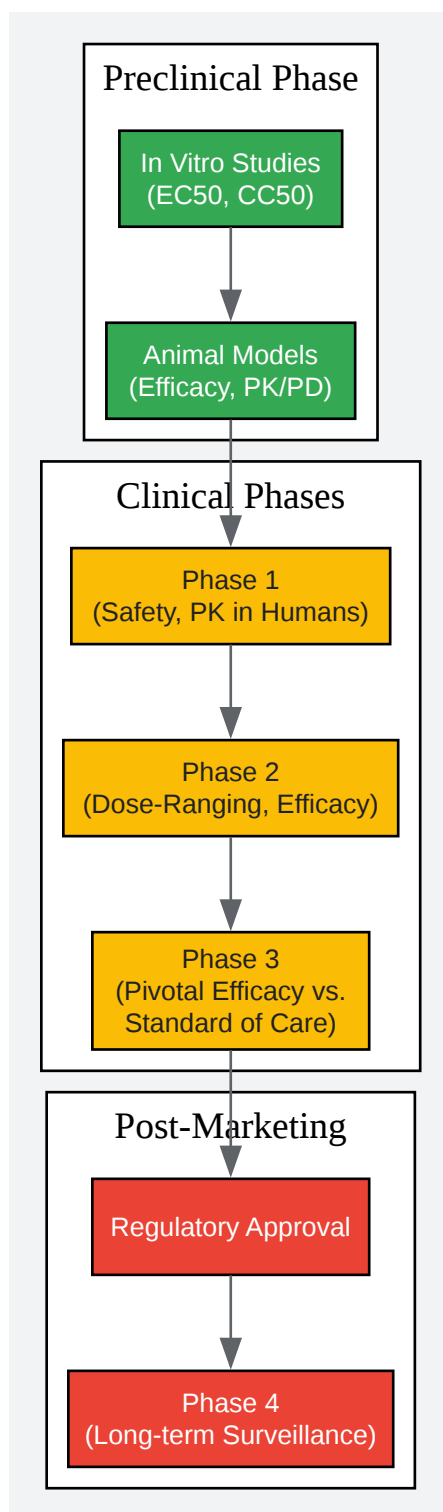 Preclinical Phase
In Vitro Studies
(EC50, CC50)
Animal Models
(Efficacy, PK/PD)
Clinical Phases
Phase 1
(Safety, PK in Humans)
Phase 2
(Dose-Ranging, Efficacy)
Phase 3
(Pivotal Efficacy vs.
Standard of Care)
Post-Marketing
Regulatory Approval
Phase 4
(Long-term Surveillance)